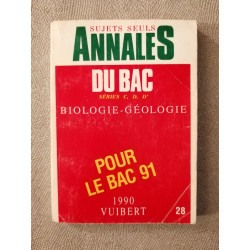 SUJETS SEULS
ANNALES
DU BAC
SÉRIES C, D, D'
BIOLOGIE-GÉOLOGIE
POUR
LE BAC 91
1990
VUIBERT
28